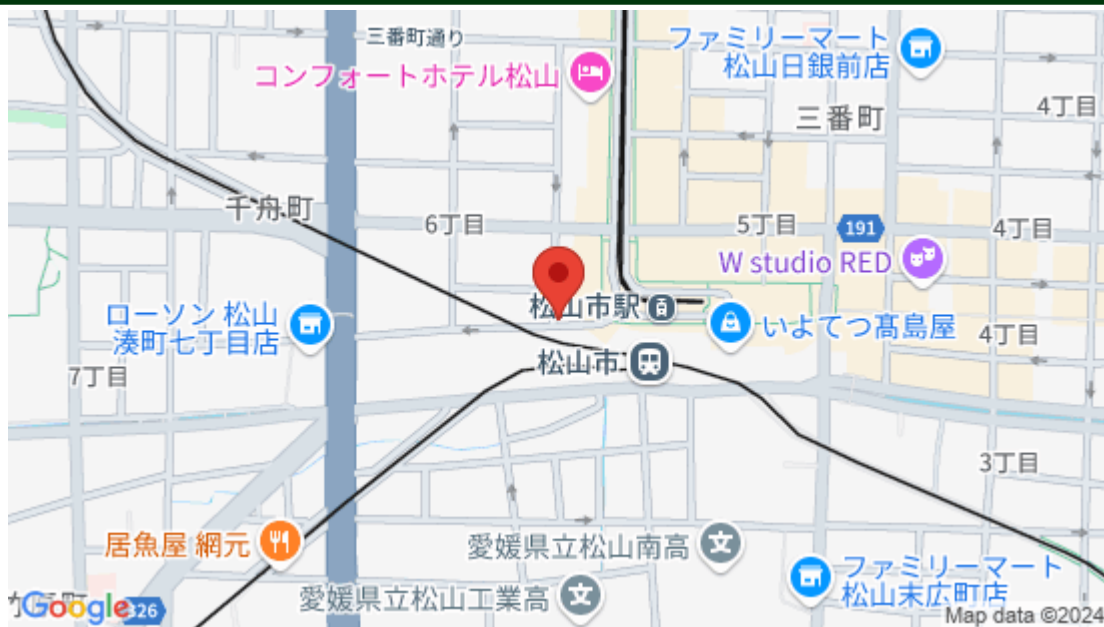 三番町通り
コンフォートホテル松山
ファミリーマート
松山日銀前店
4丁目
三番町
千舟町
6丁目
5丁目
191
4丁目
W studio RED
松山市駅
ローソン 松山
湊町七丁目店
いよてつ髙島屋
4丁目
松山市
7丁目
3丁目
居魚屋 網元
愛媛県立松山南高
文
ファミリーマート
松山末広町店
愛媛県立松山工業高
文
Google
326
Map data ©2024